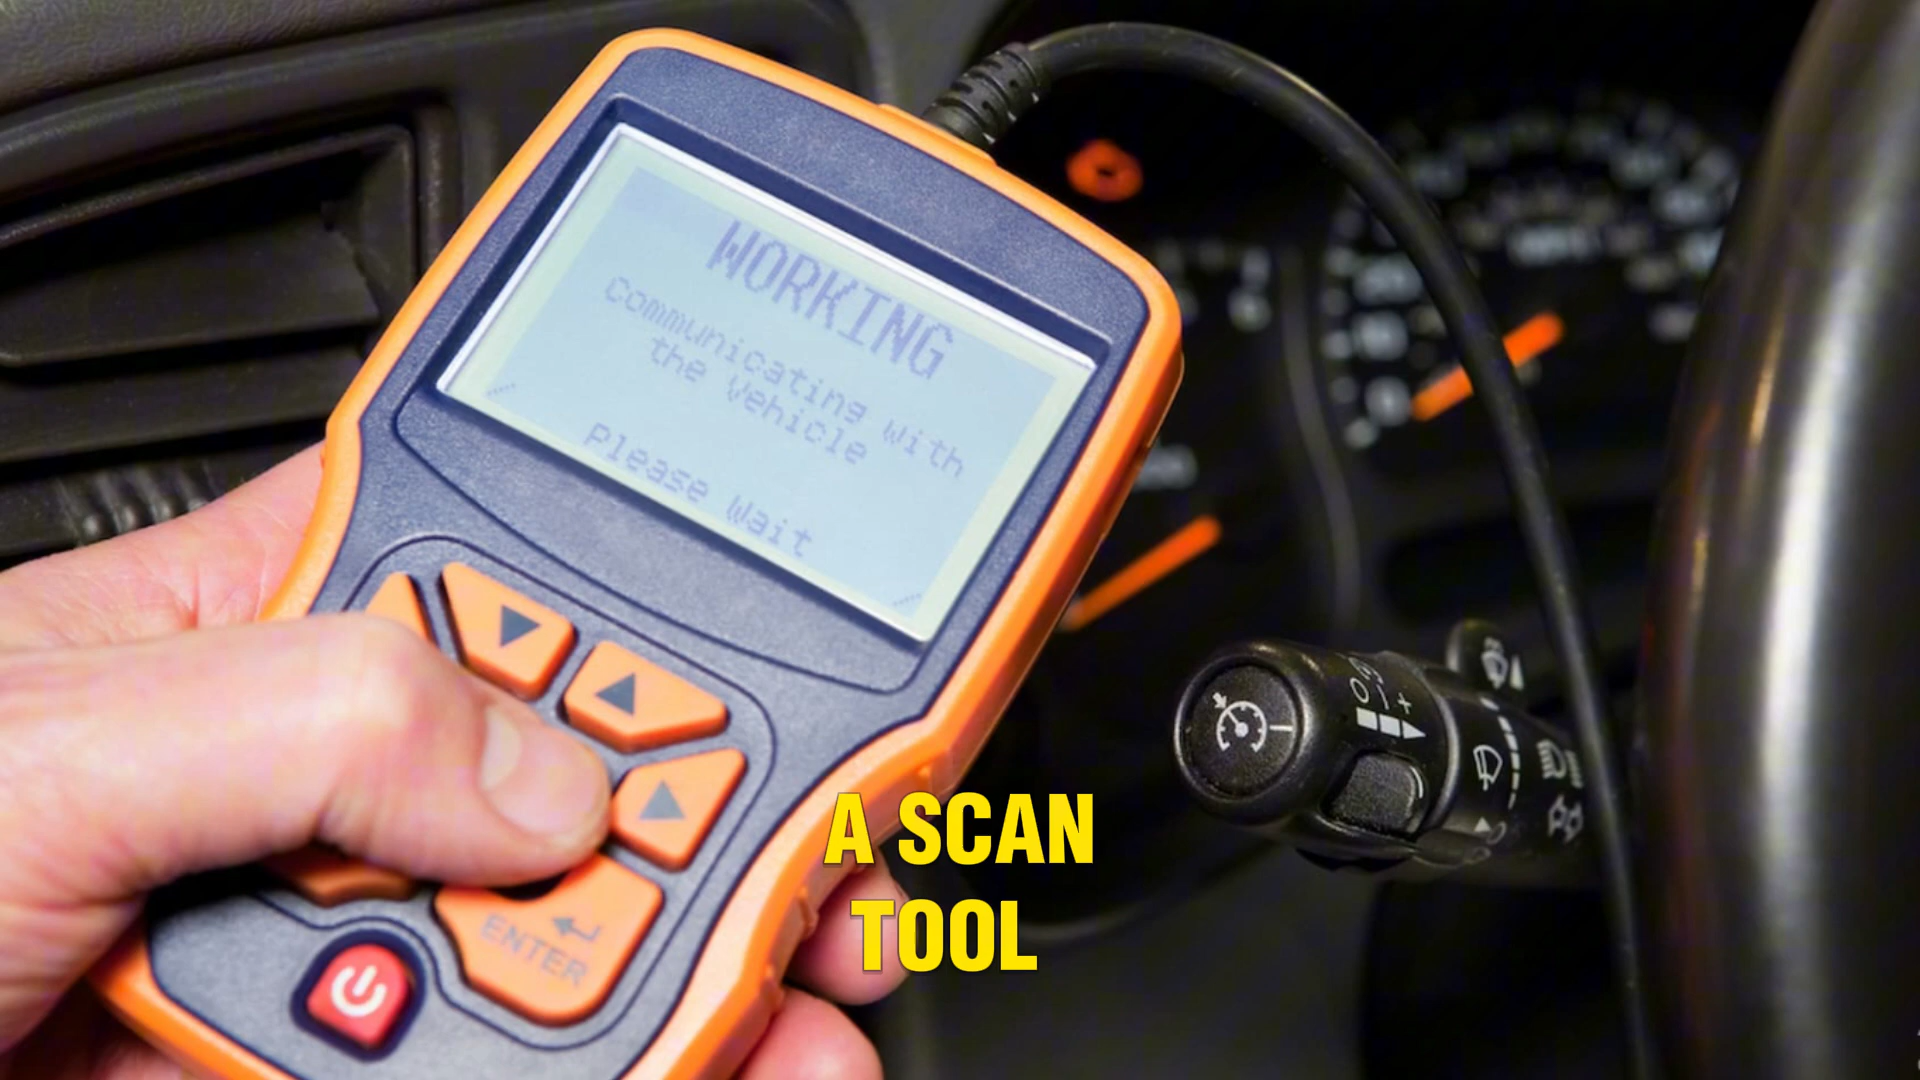 WORKING
Communicating with
the vehicle
Please Wait
ENTER
A SCAN
TOOL